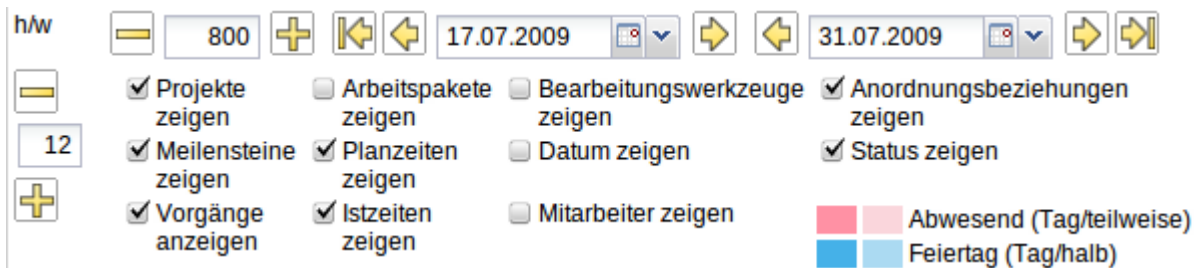 h/w 800 17.07.2009 31.07.2009
Projekte zeigen Arbeitspakete zeigen Bearbeitungswerkzeuge zeigen Anordnungsbeziehungen zeigen
12
Meilensteine zeigen Planzeiten zeigen Datum zeigen Status zeigen
Vorgänge anzeigen Istzeiten zeigen Mitarbeiter zeigen
Abwesend (Tag/teilweise)
Feiertag (Tag/halb)